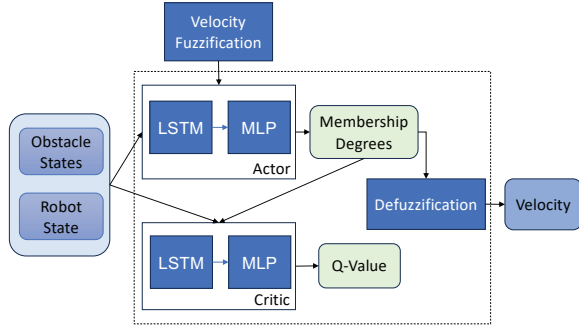 Velocity
Fuzzification
LSTM
MLP
Actor
Membership
Degrees
Obstacle
States
Robot
State
Defuzzification
Velocity
LSTM
MLP
Critic
Q-Value